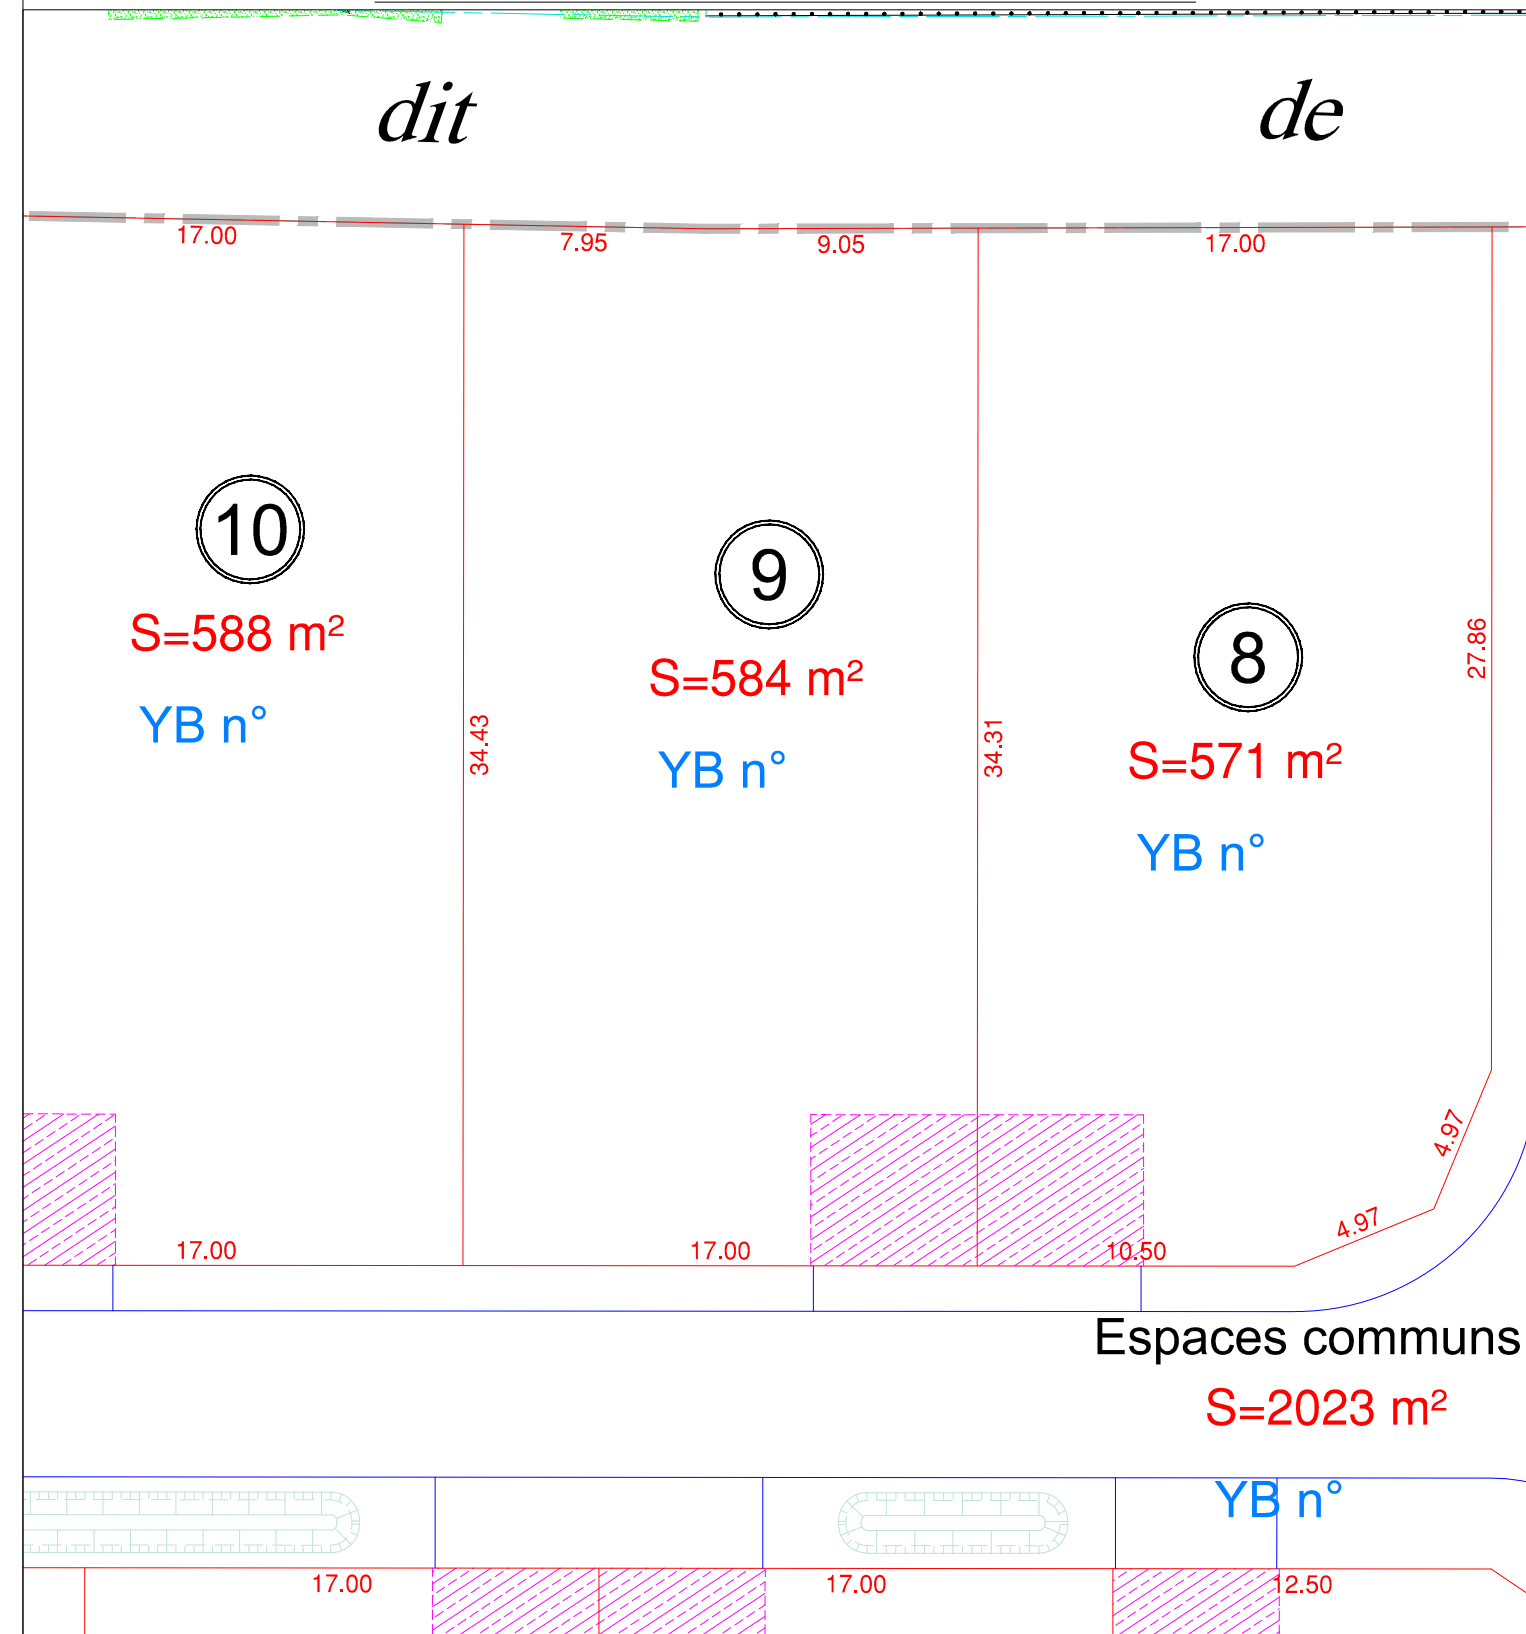 dit de
17.00 7.95 9.05 17.00
10
S=588 m²
YB n°
34.43
9
S=584 m²
YB n°
34.31
8
S=571 m²
YB n°
27.86
4.97
4.97
17.00 17.00 10.50
Espaces communs
S=2023 m²
YB n°
17.00 17.00 12.50